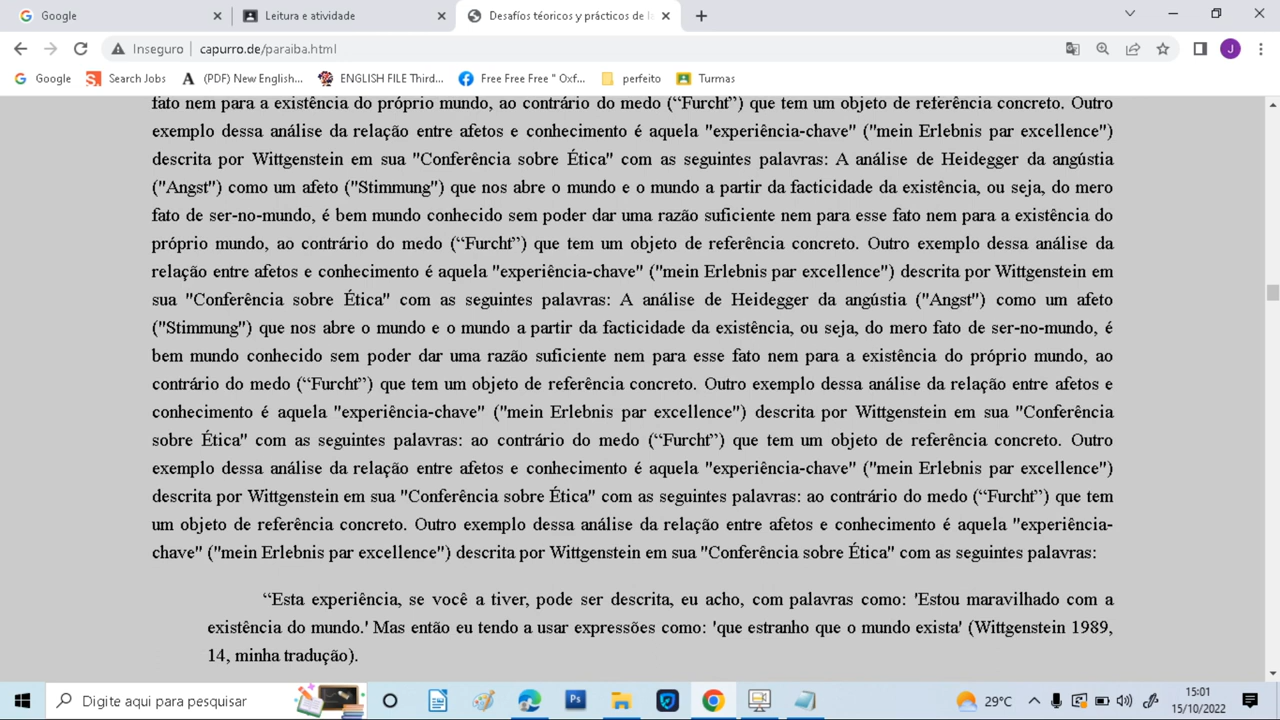 Google
Leitura e atividade
Desafíos téoricos y prácticos de la
Inseguro
capurro.de/paraiba.html
J
Google
Search Jobs
(PDF) New English...
ENGLISH FILE Third...
Free Free Free " Oxf...
perfeito
Turmas
fato nem para a existência do próprio mundo, ao contrário do medo (“Furcht”) que tem um objeto de referência concreto. Outro
exemplo dessa análise da relação entre afetos e conhecimento é aquela "experiência-chave" ("mein Erlebnis par excellence")
descrita por Wittgenstein em sua "Conferência sobre Ética" com as seguintes palavras: A análise de Heidegger da angústia
("Angst") como um afeto ("Stimmung") que nos abre o mundo e o mundo a partir da facticidade da existência, ou seja, do mero
fato de ser-no-mundo, é bem mundo conhecido sem poder dar uma razão suficiente nem para esse fato nem para a existência do
próprio mundo, ao contrário do medo (“Furcht”) que tem um objeto de referência concreto. Outro exemplo dessa análise da
relação entre afetos e conhecimento é aquela "experiência-chave" ("mein Erlebnis par excellence") descrita por Wittgenstein em
sua "Conferência sobre Ética" com as seguintes palavras: A análise de Heidegger da angústia ("Angst") como um afeto
("Stimmung") que nos abre o mundo e o mundo a partir da facticidade da existência, ou seja, do mero fato de ser-no-mundo, é
bem mundo conhecido sem poder dar uma razão suficiente nem para esse fato nem para a existência do próprio mundo, ao
contrário do medo (“Furcht”) que tem um objeto de referência concreto. Outro exemplo dessa análise da relação entre afetos e
conhecimento é aquela "experiência-chave" ("mein Erlebnis par excellence") descrita por Wittgenstein em sua "Conferência
sobre Ética" com as seguintes palavras: ao contrário do medo (“Furcht”) que tem um objeto de referência concreto. Outro
exemplo dessa análise da relação entre afetos e conhecimento é aquela "experiência-chave" ("mein Erlebnis par excellence")
descrita por Wittgenstein em sua "Conferência sobre Ética" com as seguintes palavras: ao contrário do medo (“Furcht”) que tem
um objeto de referência concreto. Outro exemplo dessa análise da relação entre afetos e conhecimento é aquela "experiência-
chave" ("mein Erlebnis par excellence") descrita por Wittgenstein em sua "Conferência sobre Ética" com as seguintes palavras:
“Esta experiência, se você a tiver, pode ser descrita, eu acho, com palavras como: 'Estou maravilhado com a
existência do mundo.' Mas então eu tendo a usar expressões como: 'que estranho que o mundo exista' (Wittgenstein 1989,
14, minha tradução).
Digite aqui para pesquisar
29°C
15:01
15/10/2022